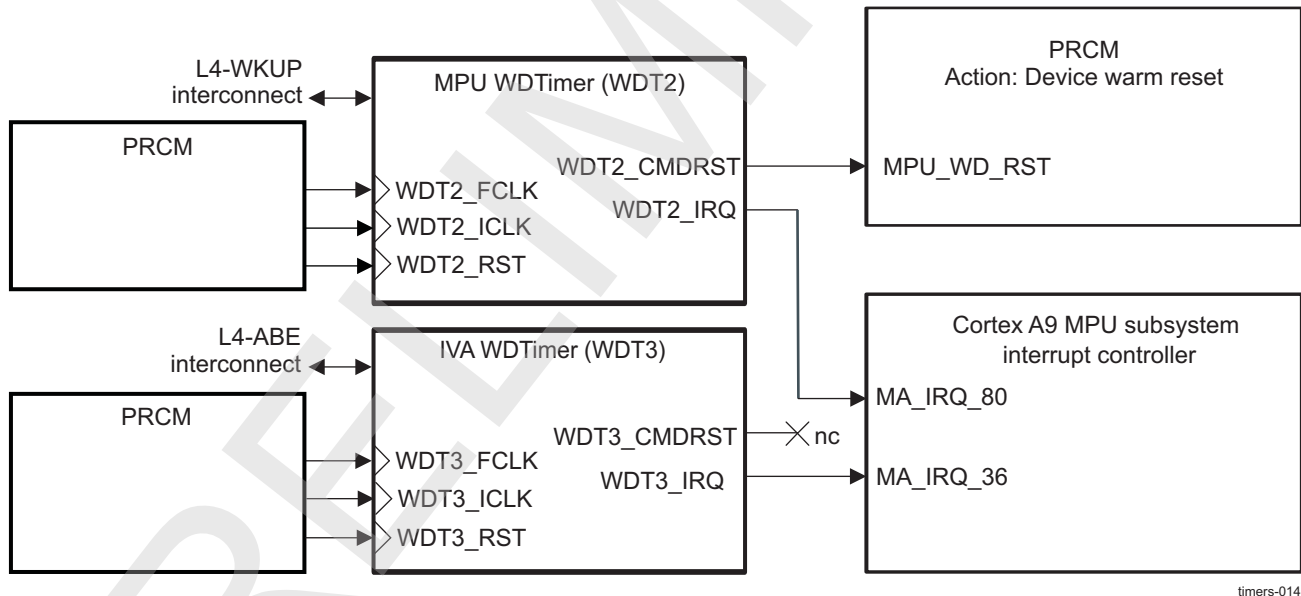 L4-WKUP
interconnect
PRCM
MPU WDTimer (WDT2)
WDT2_FCLK
WDT2_ICLK
WDT2_RST
WDT2_CMDRST
WDT2_IRQ
PRCM
Action: Device warm reset
MPU_WD_RST
L4-ABE
interconnect
PRCM
IVA WDTimer (WDT3)
WDT3_FCLK
WDT3_ICLK
WDT3_RST
WDT3_CMDRST
nc
WDT3_IRQ
Cortex A9 MPU subsystem
interrupt controller
MA_IRQ_80
MA_IRQ_36
timers-014